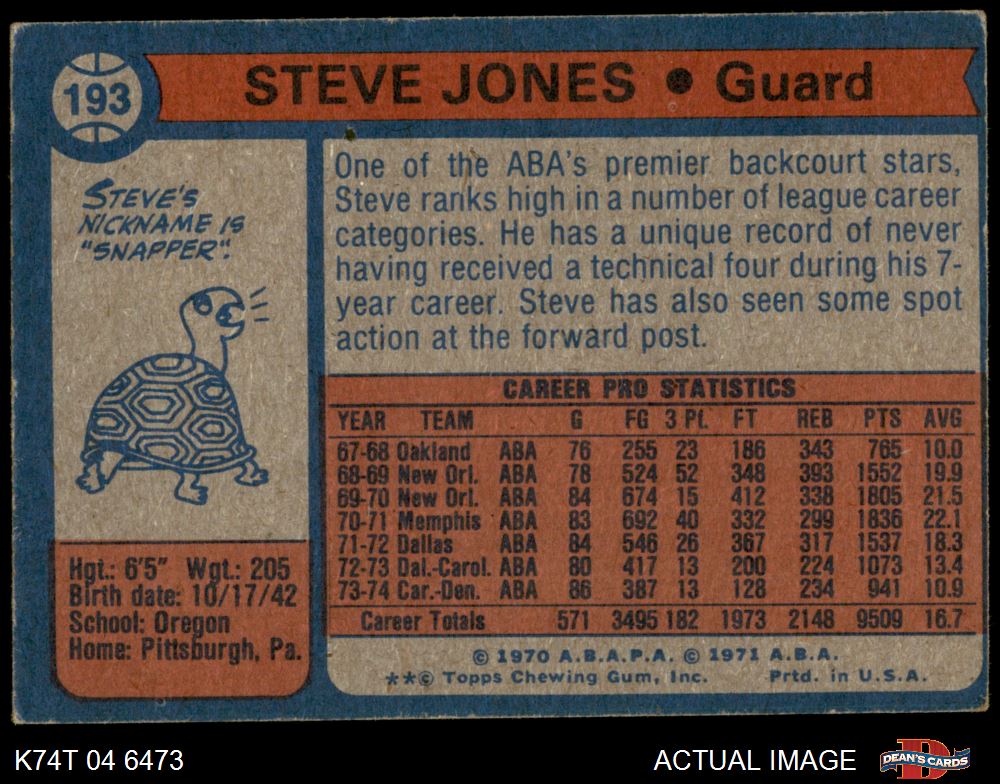 193
STEVE JONES • Guard
STEVE'S
NICKNAME IS
"SNAPPER".
One of the ABA's premier backcourt stars,
Steve ranks high in a number of league career
categories. He has a unique record of never
having received a technical four during his 7-
year career. Steve has also seen some spot
action at the forward post.
Hgt.: 6'5" Wgt.: 205
Birth date: 10/17/42
School: Oregon
Home: Pittsburgh, Pa.
CAREER PRO STATISTICS
YEAR TEAM G FG 3 Pt. FT REB PTS AVG
67-68 Oakland ABA 76 255 23 186 343 765 10.0
68-69 New Orl. ABA 78 524 52 348 393 1552 19.9
69-70 New Orl. ABA 84 674 15 412 338 1805 21.5
70-71 Memphis ABA 83 692 40 332 299 1836 22.1
71-72 Dallas ABA 84 546 26 367 317 1537 18.3
72-73 Dal.-Carol. ABA 80 417 13 200 224 1073 13.4
73-74 Car.-Den. ABA 86 387 13 128 234 941 10.9
Career Totals 571 3495 182 1973 2148 9509 16.7
© 1970 A.B.A.P.A. © 1971 A.B.A.
**© Topps Chewing Gum, Inc. Prtd. in U.S.A.
K74T 04 6473
ACTUAL IMAGE
D
DEAN'S CARDS